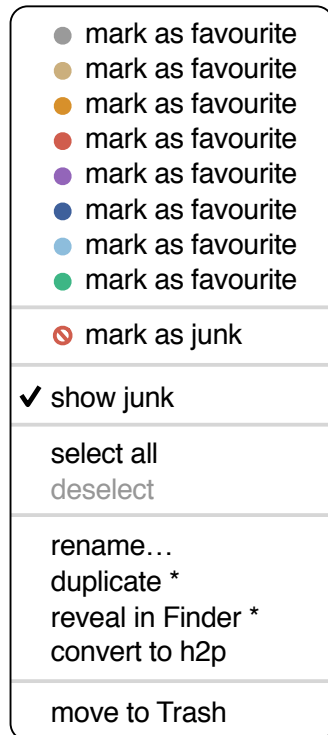 mark as favourite
mark as favourite
mark as favourite
mark as favourite
mark as favourite
mark as favourite
mark as favourite
mark as favourite
mark as junk
✓ show junk
select all
deselect
rename…
duplicate *
reveal in Finder *
convert to h2p
move to Trash